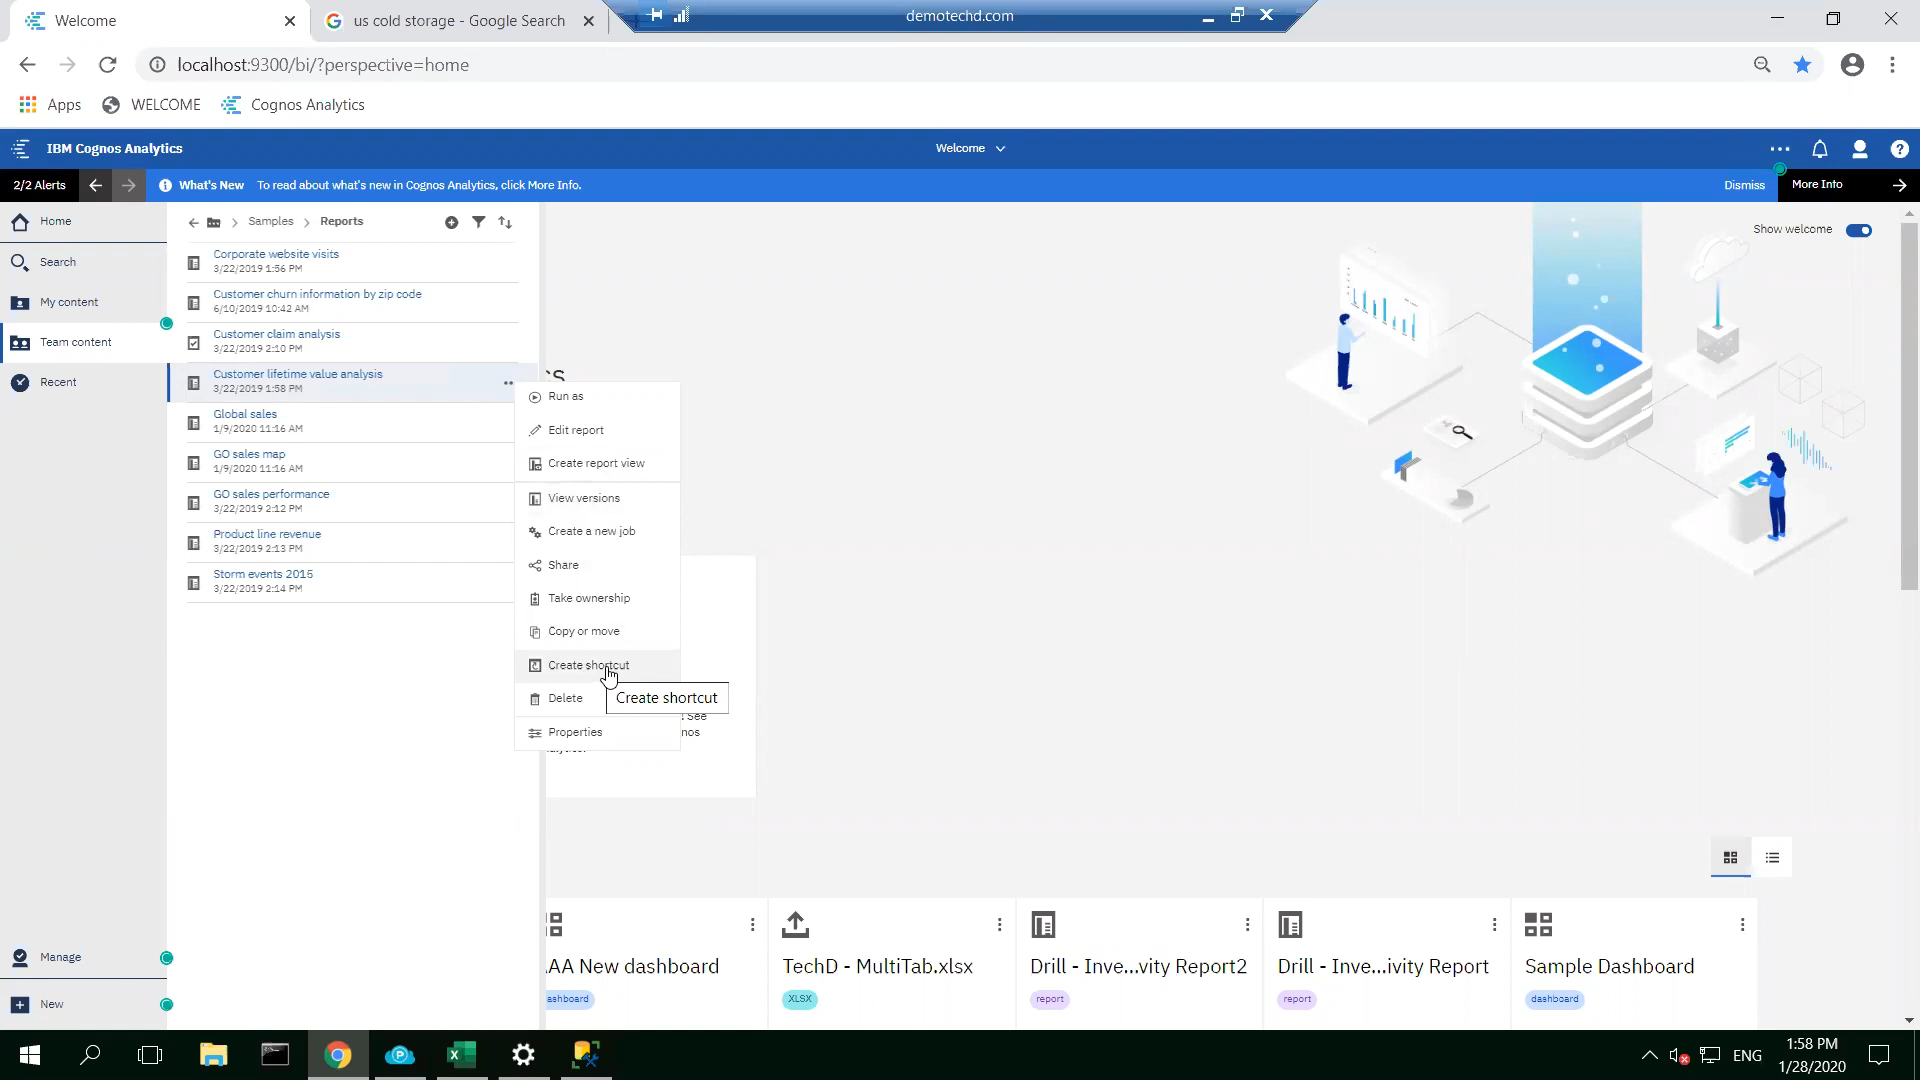 Welcome
us cold storage - Google Search
demotechd.com
localhost:9300/bi/?perspective=home
Apps
WELCOME
Cognos Analytics
IBM Cognos Analytics
Welcome
2/2 Alerts
What's New
To read about what's new in Cognos Analytics, click More Info.
Dismiss
More Info
Home
Search
My content
Team content
Recent
Manage
New
Samples
Reports
Corporate website visits
3/22/2019 1:56 PM
Customer churn information by zip code
6/10/2019 10:42 AM
Customer claim analysis
3/22/2019 2:10 PM
Customer lifetime value analysis
3/22/2019 1:58 PM
Global sales
1/9/2020 11:16 AM
GO sales map
1/9/2020 11:16 AM
GO sales performance
3/22/2019 2:12 PM
Product line revenue
3/22/2019 2:13 PM
Storm events 2015
3/22/2019 2:14 PM
Run as
Edit report
Create report view
View versions
Create a new job
Share
Take ownership
Copy or move
Create shortcut
Delete
Create shortcut
Properties
See
Show welcome
AA New dashboard
ashboard
TechD - MultiTab.xlsx
XLSX
Drill - Inve...vity Report2
report
Drill - Inve...ivity Report
report
Sample Dashboard
dashboard
ENG
1:58 PM
1/28/2020